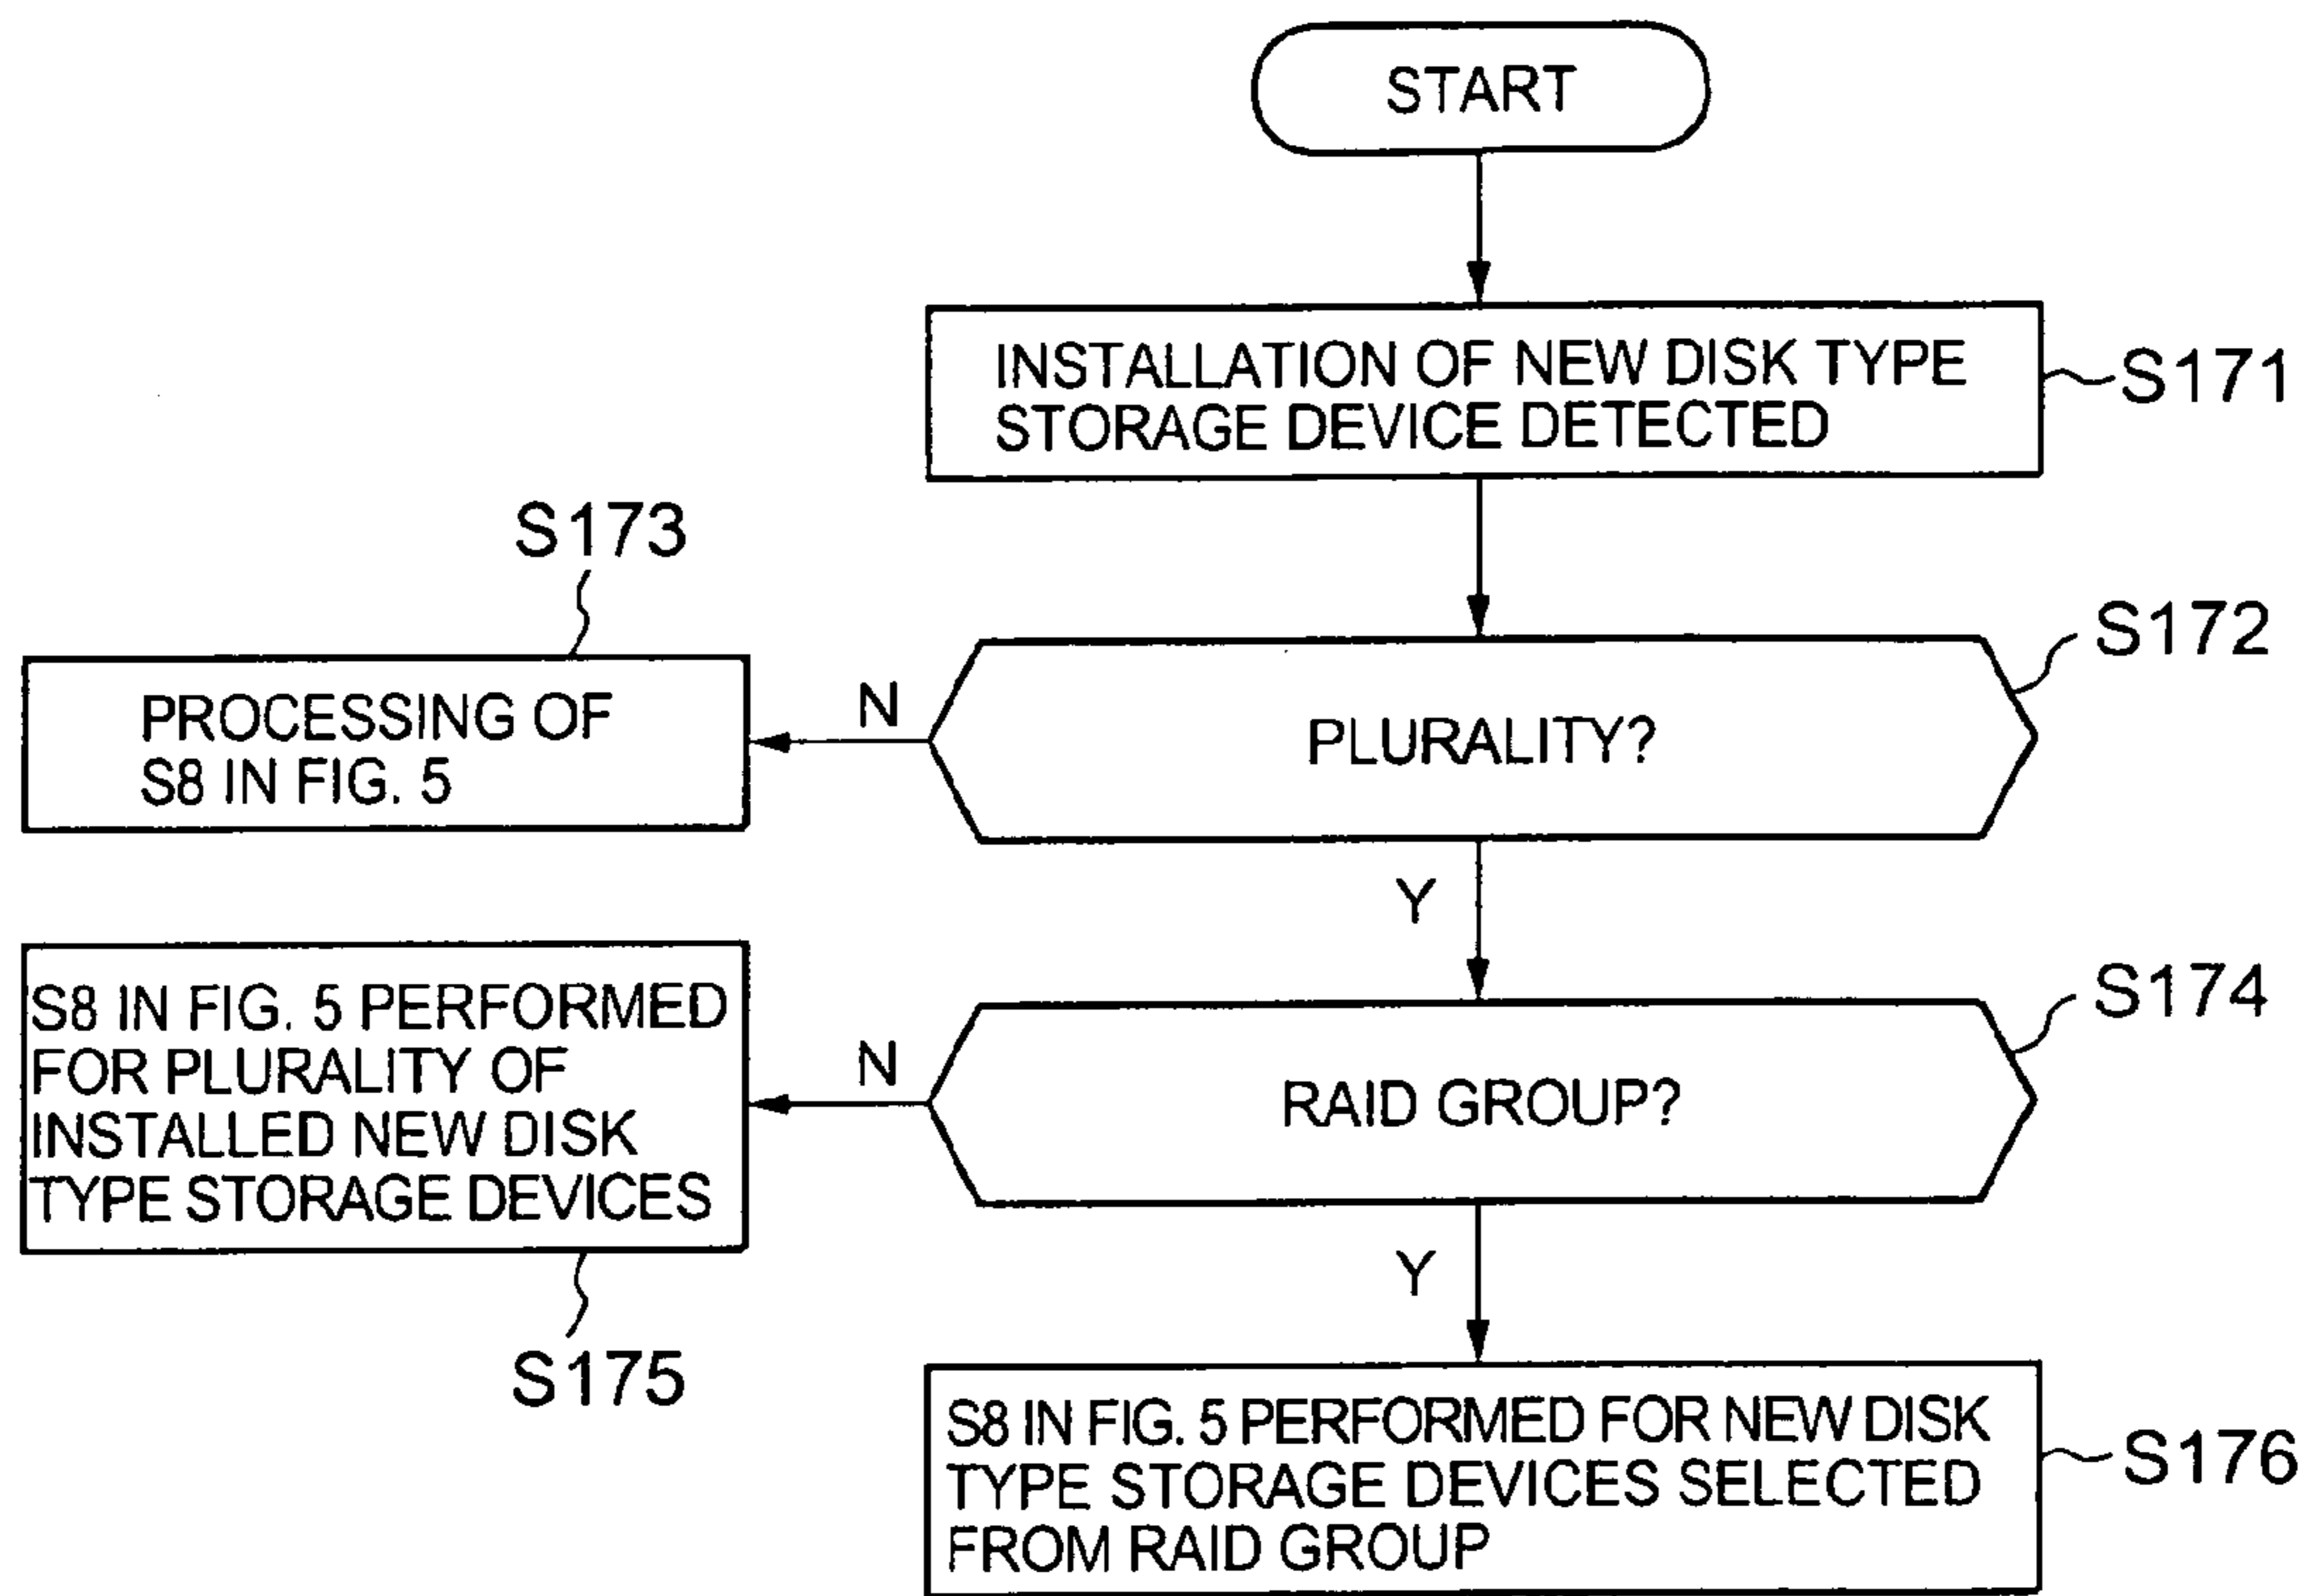 START
INSTALLATION OF NEW DISK TYPE
STORAGE DEVICE DETECTED
S171
S173
S172
PROCESSING OF
S8 IN FIG. 5
N
PLURALITY?
Y
S174
S8 IN FIG. 5 PERFORMED
FOR PLURALITY OF
INSTALLED NEW DISK
TYPE STORAGE DEVICES
N
RAID GROUP?
S175
Y
S8 IN FIG. 5 PERFORMED FOR NEW DISK
TYPE STORAGE DEVICES SELECTED
FROM RAID GROUP
S176